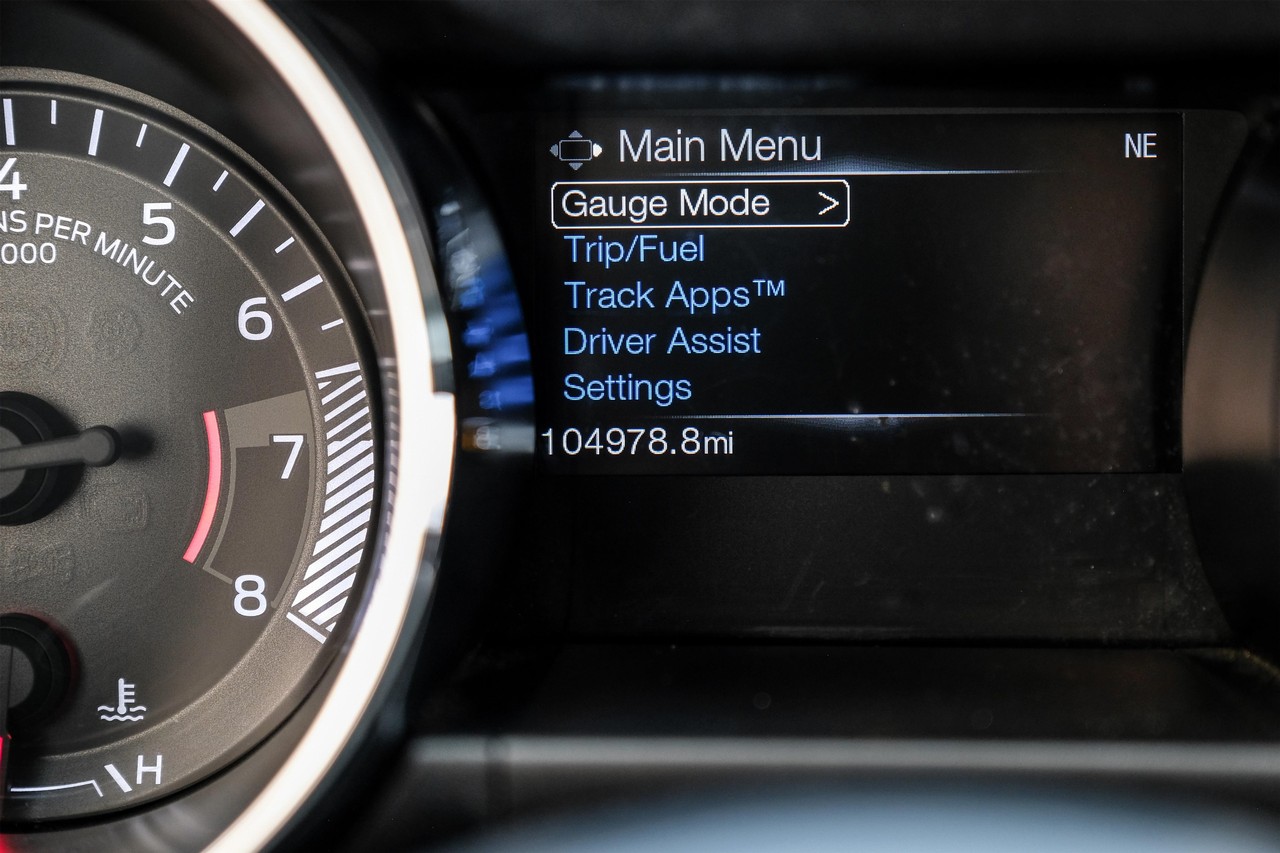 4
5
6
7
8
NS PER MINUTE
000
H
Main Menu
NE
Gauge Mode >
Trip/Fuel
Track Apps™
Driver Assist
Settings
104978.8mi